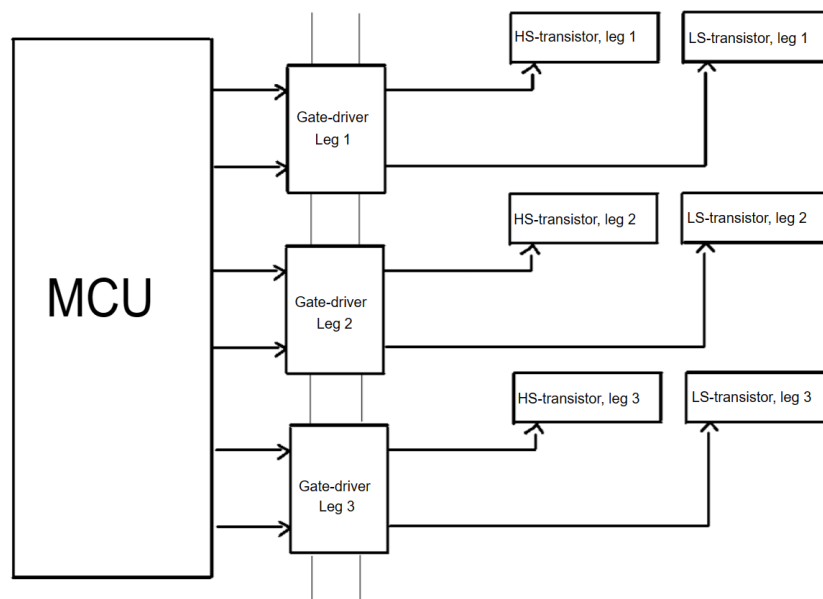 HS-transistor, leg 1
LS-transistor, leg 1
Gate-driver
Leg 1
HS-transistor, leg 2
LS-transistor, leg 2
MCU
Gate-driver
Leg 2
HS-transistor, leg 3
LS-transistor, leg 3
Gate-driver
Leg 3